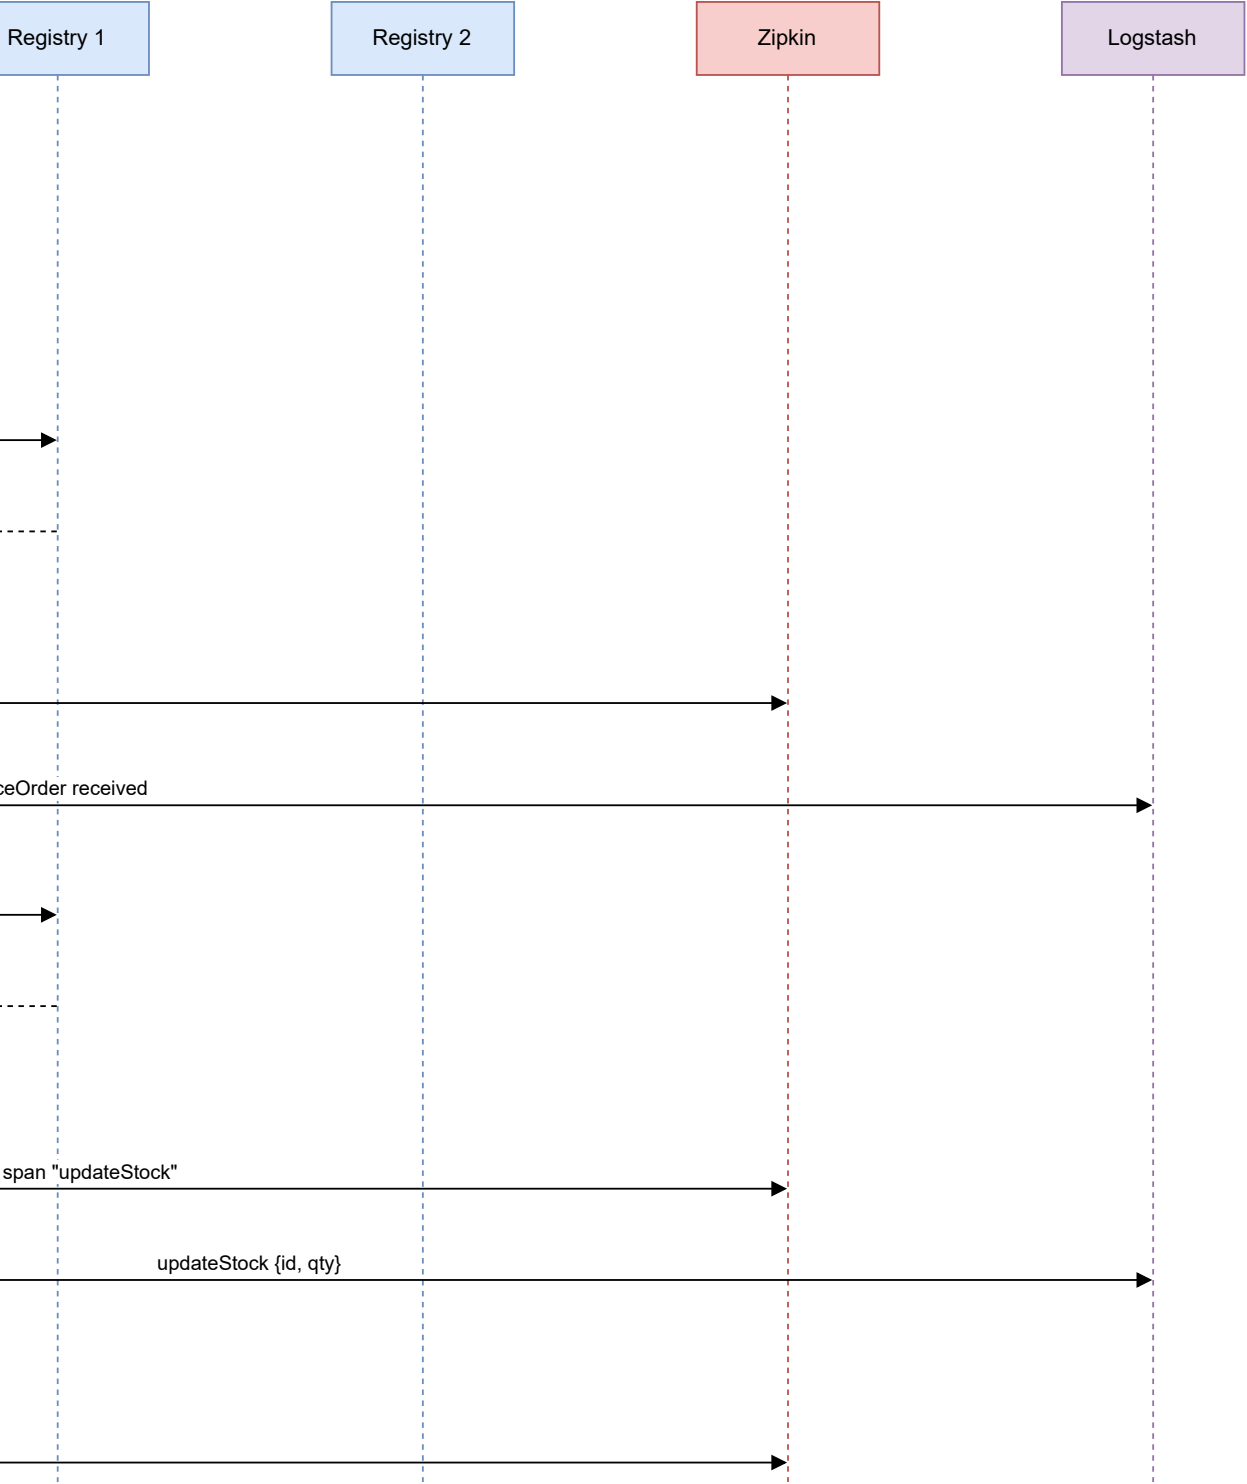 Registry 1
Registry 2
Zipkin
Logstash
ceOrder received
span "updateStock"
updateStock {id, qty}